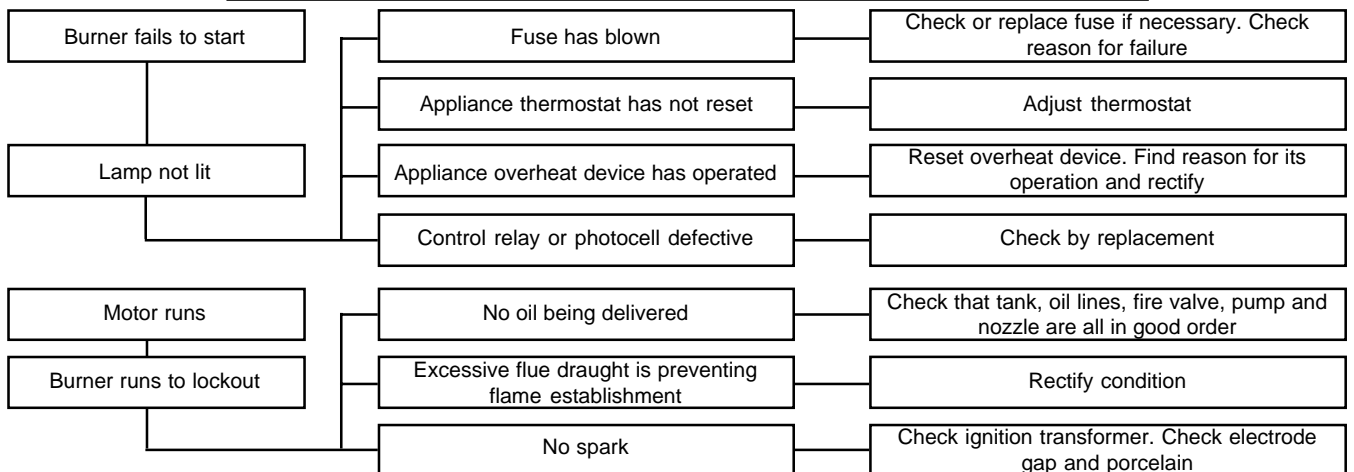 Burner fails to start
Fuse has blown
Check or replace fuse if necessary. Check
reason for failure
Appliance thermostat has not reset
Adjust thermostat
Lamp not lit
Appliance overheat device has operated
Reset overheat device. Find reason for its
operation and rectify
Control relay or photocell defective
Check by replacement
Motor runs
No oil being delivered
Check that tank, oil lines, fire valve, pump and
nozzle are all in good order
Burner runs to lockout
Excessive flue draught is preventing
flame establishment
Rectify condition
No spark
Check ignition transformer. Check electrode
gap and porcelain